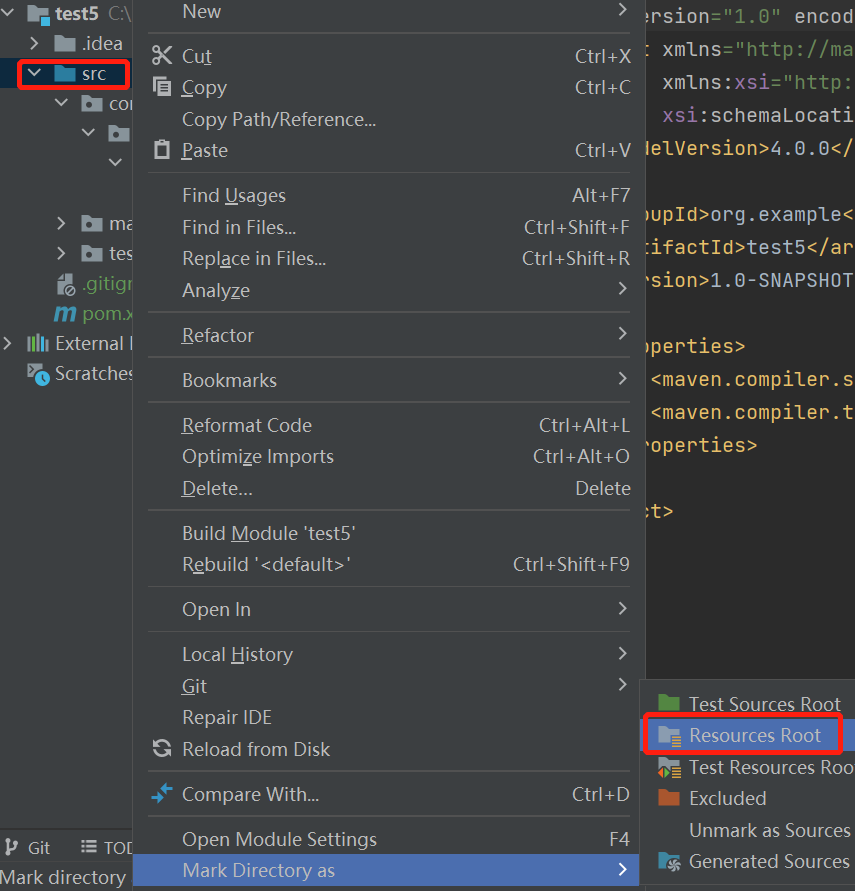 test5 C:\
.idea
src
.gitign
pom.x
External
Scratches
Git
Mark directory
New
Cut Ctrl+X
Copy Ctrl+C
Copy Path/Reference...
Paste Ctrl+V
Find Usages Alt+F7
Find in Files... Ctrl+Shift+F
Replace in Files... Ctrl+Shift+R
Analyze
Refactor
Bookmarks
Reformat Code Ctrl+Alt+L
Optimize Imports Ctrl+Alt+O
Delete... Delete
Build Module 'test5'
Rebuild '<default>' Ctrl+Shift+F9
Open In
Local History
Git
Repair IDE
Reload from Disk
Compare With... Ctrl+D
Open Module Settings F4
Mark Directory as
Test Sources Root
Resources Root
Test Resources Roo
Excluded
Unmark as Sources
Generated Sources
ersion="1.0" encod
xmlns="http://ma
xmlns:xsi="http:
xsi:schemaLocati
delVersion>4.0.0</
oupId>org.example<
tifactId>test5</ar
rsion>1.0-SNAPSHOT
operties>
<maven.compiler.s
<maven.compiler.t
roperties>
ct>